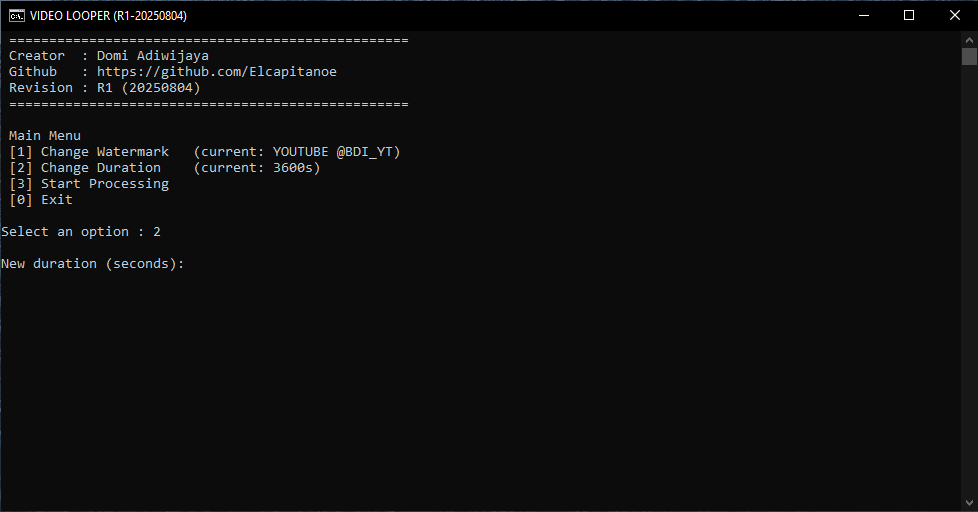 VIDEO LOOPER (R1-20250804)
==================================================
Creator  : Domi Adiwijaya
Github   : https://github.com/Elcapitanoe
Revision : R1 (20250804)
==================================================
Main Menu
[1] Change Watermark   (current: YOUTUBE @BDI_YT)
[2] Change Duration    (current: 3600s)
[3] Start Processing
[0] Exit
Select an option : 2
New duration (seconds):